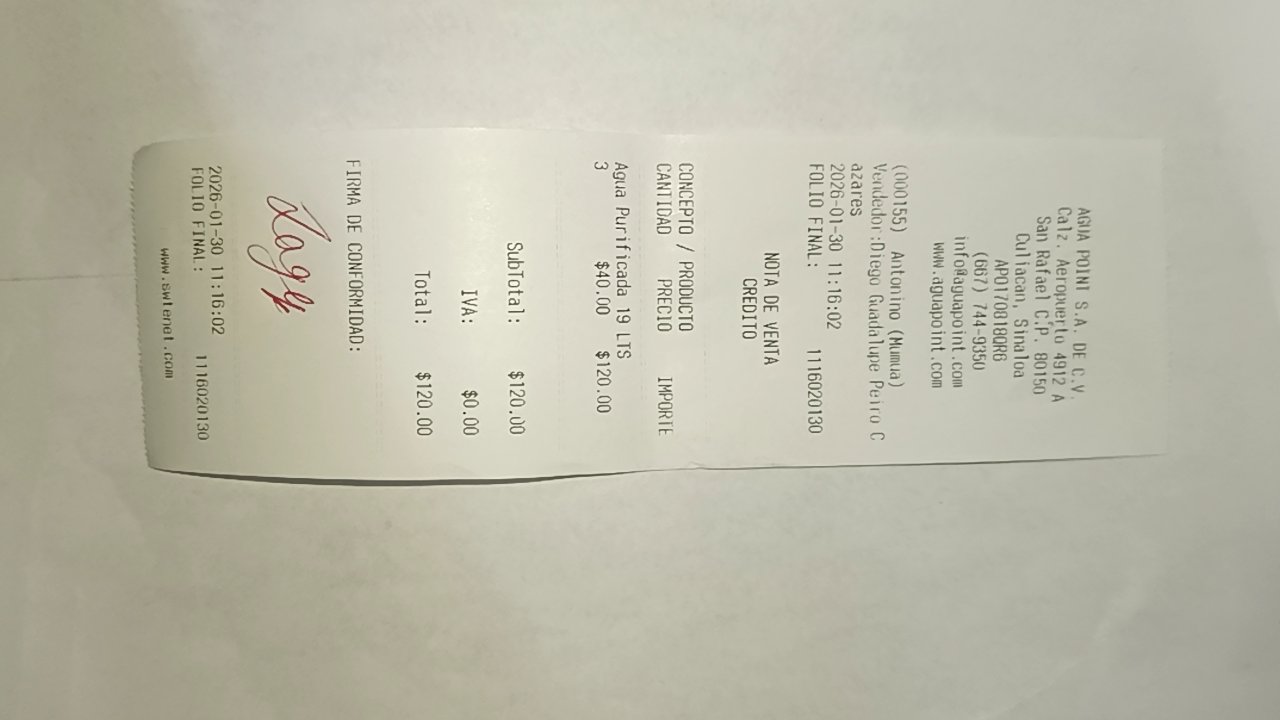 AGUA POINT S.A. DE C.V.
Calz. Aeropuerto 4912 A
San Rafael C.P. 80150
Culiacan, Sinaloa
APO170818QR6
(667) 744-9350
info@aguapoint.com
www.aguapoint.com
(000155) Antonino (Mumua)
Vendedor:Diego Guadalupe Peiro C
azares
2026-01-30 11:16:02
FOLIO FINAL: 1116020130
NOTA DE VENTA
CREDITO
CONCEPTO / PRODUCTO
CANTIDAD PRECIO IMPORTE
Agua Purificada 19 LTS
3 $40.00 $120.00
SubTotal: $120.00
IVA: $0.00
Total: $120.00
FIRMA DE CONFORMIDAD:
2026-01-30 11:16:02
FOLIO FINAL: 1116020130
www.swtenet.com